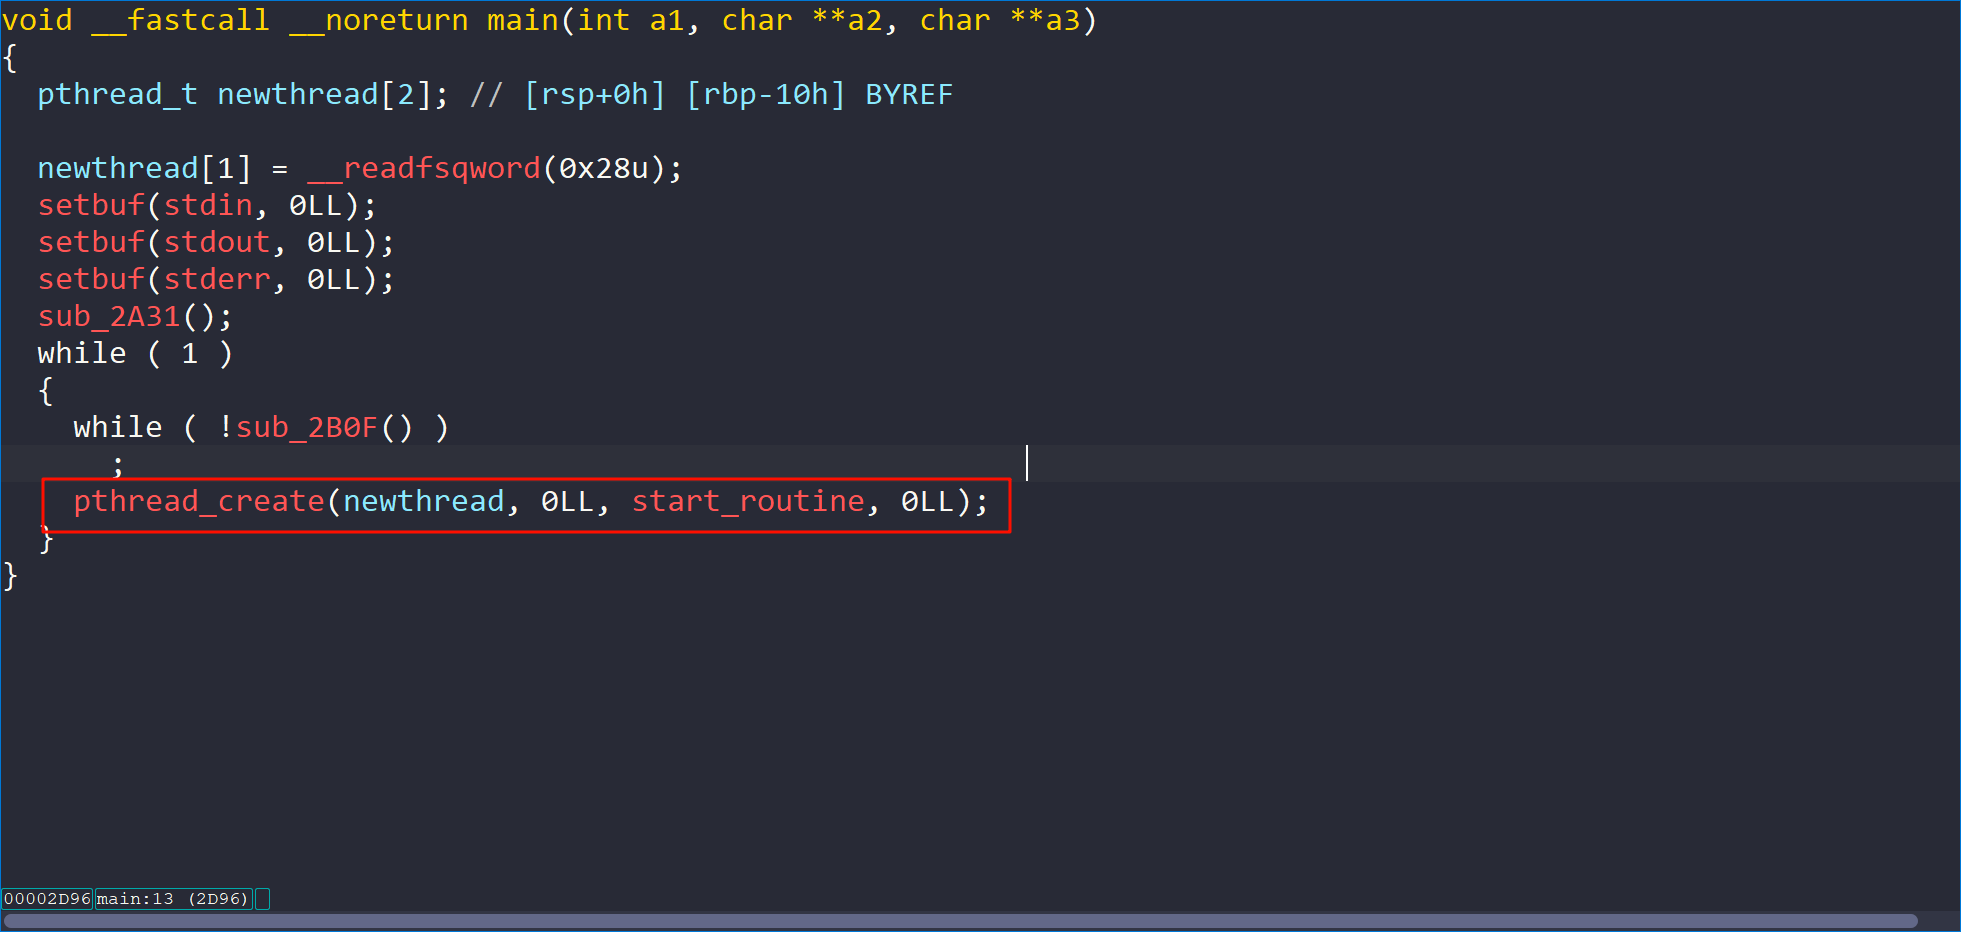 void __fastcall __noreturn main(int a1, char **a2, char **a3)
{
  pthread_t newthread[2]; // [rsp+0h] [rbp-10h] BYREF
  newthread[1] = __readfsqword(0x28u);
  setbuf(stdin, 0LL);
  setbuf(stdout, 0LL);
  setbuf(stderr, 0LL);
  sub_2A31();
  while ( 1 )
  {
    while ( !sub_2B0F() )
      ;
    pthread_create(newthread, 0LL, start_routine, 0LL);
  }
}
00002D96 main:13 (2D96)